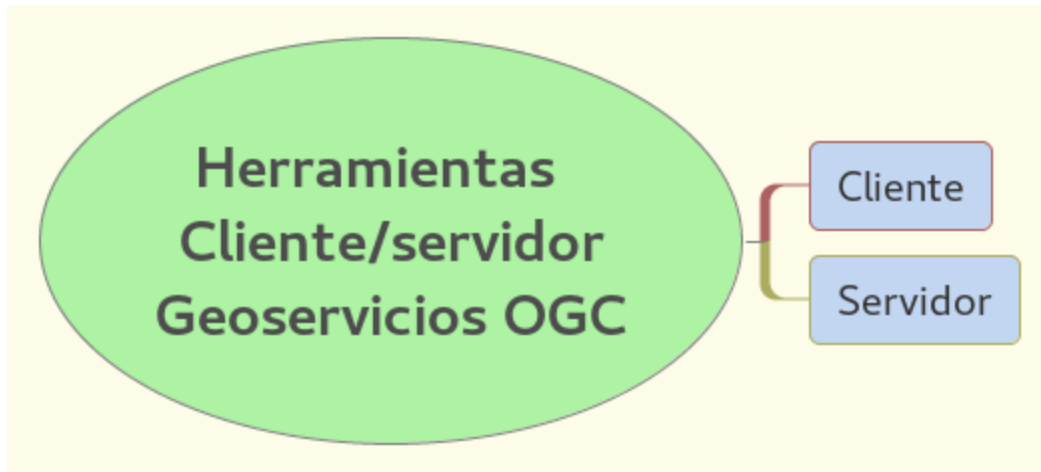 Herramientas
Cliente/servidor
Geoservicios OGC
Cliente
Servidor